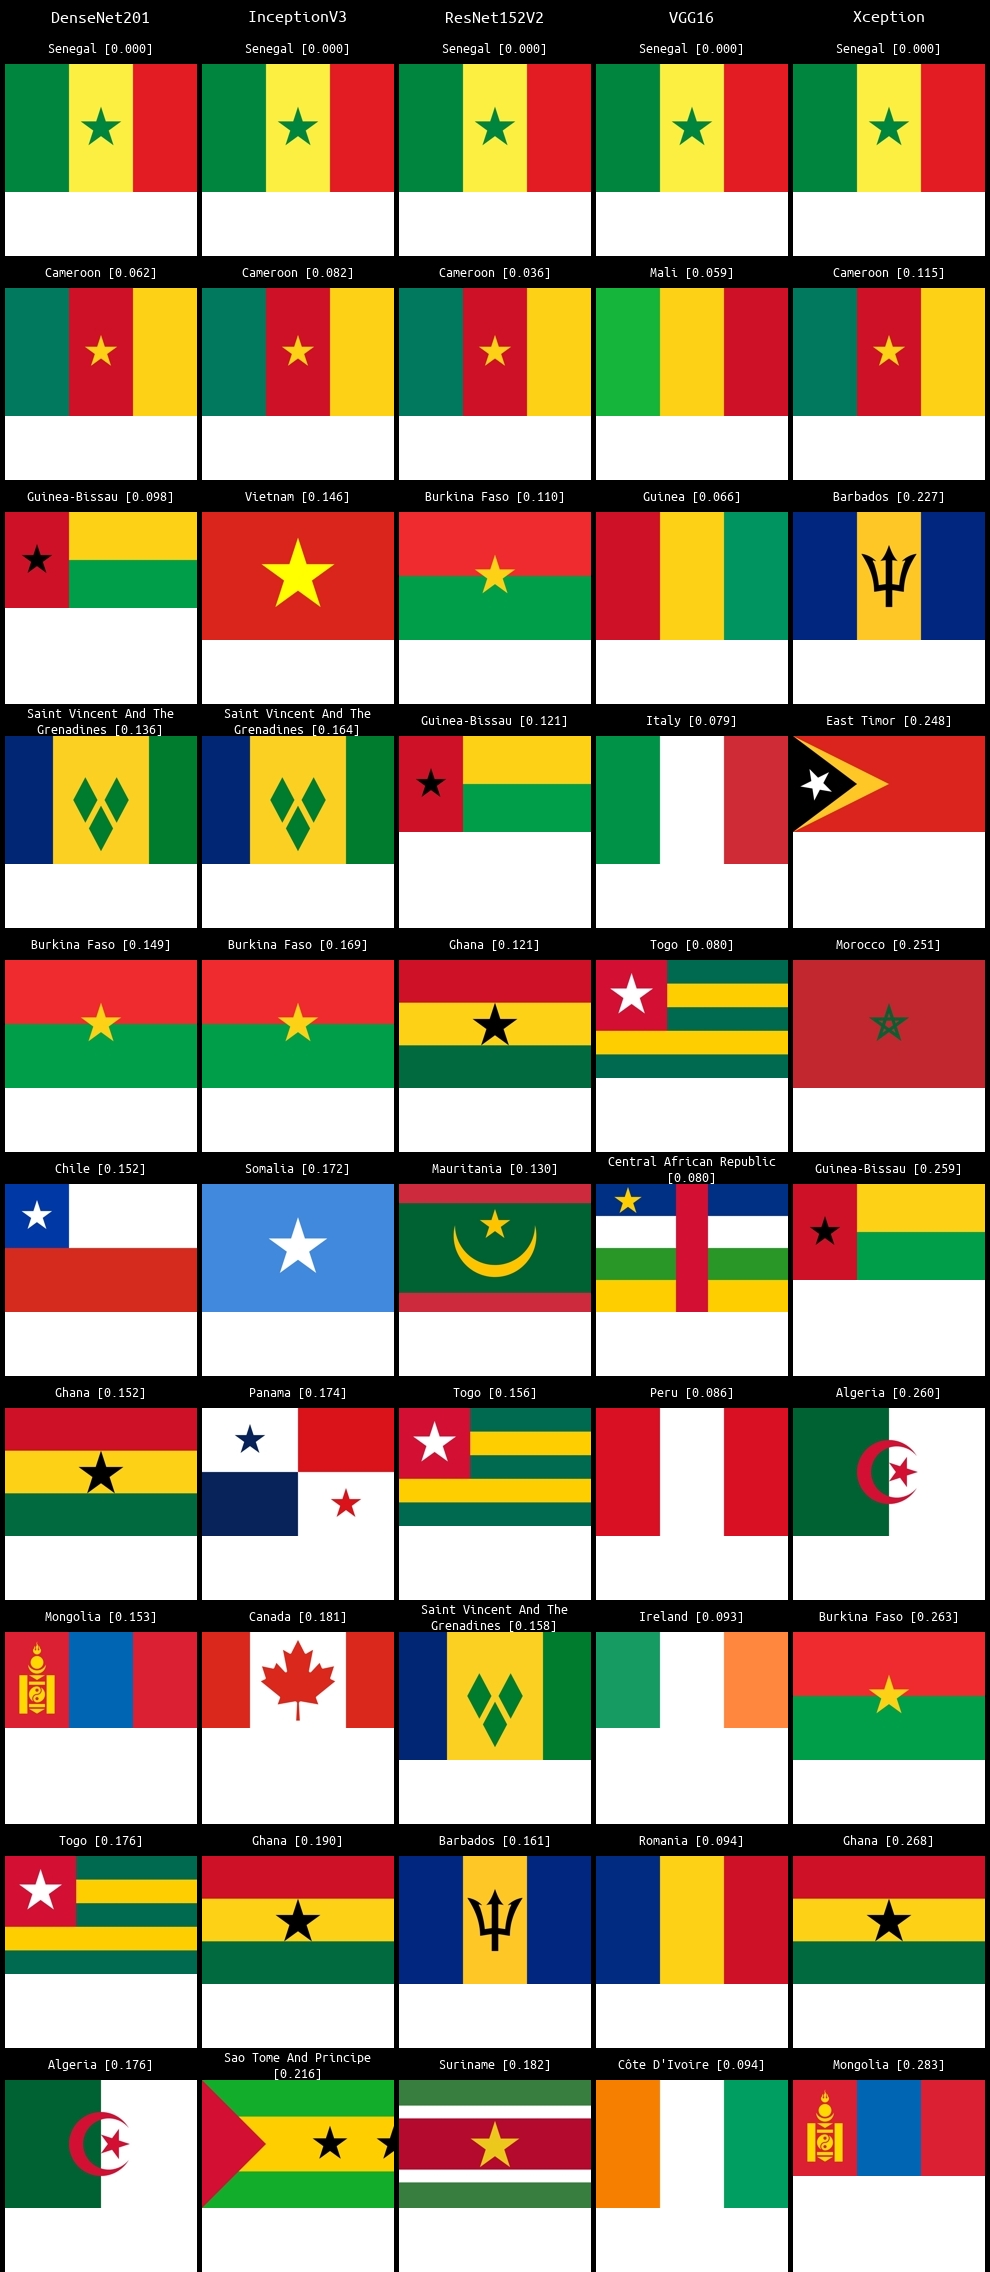 DenseNet201 InceptionV3 ResNet152V2 VGG16 Xception
Senegal [0.000] Senegal [0.000] Senegal [0.000] Senegal [0.000] Senegal [0.000]
Cameroon [0.062] Cameroon [0.082] Cameroon [0.036] Mali [0.059] Cameroon [0.115]
Guinea-Bissau [0.098] Vietnam [0.146] Burkina Faso [0.110] Guinea [0.066] Barbados [0.227]
Saint Vincent And The
Grenadines [0.136]
Saint Vincent And The
Grenadines [0.164]
Guinea-Bissau [0.121] Italy [0.079] East Timor [0.248]
Burkina Faso [0.149] Burkina Faso [0.169] Ghana [0.121] Togo [0.080] Morocco [0.251]
Chile [0.152] Somalia [0.172] Mauritania [0.130]
Central African Republic
[0.080]
Guinea-Bissau [0.259]
Ghana [0.152] Panama [0.174] Togo [0.156] Peru [0.086] Algeria [0.260]
Mongolia [0.153] Canada [0.181]
Saint Vincent And The
Grenadines [0.158]
Ireland [0.093] Burkina Faso [0.263]
Togo [0.176] Ghana [0.190] Barbados [0.161] Romania [0.094] Ghana [0.268]
Algeria [0.176]
Sao Tome And Principe
[0.216]
Suriname [0.182] Côte D'Ivoire [0.094] Mongolia [0.283]